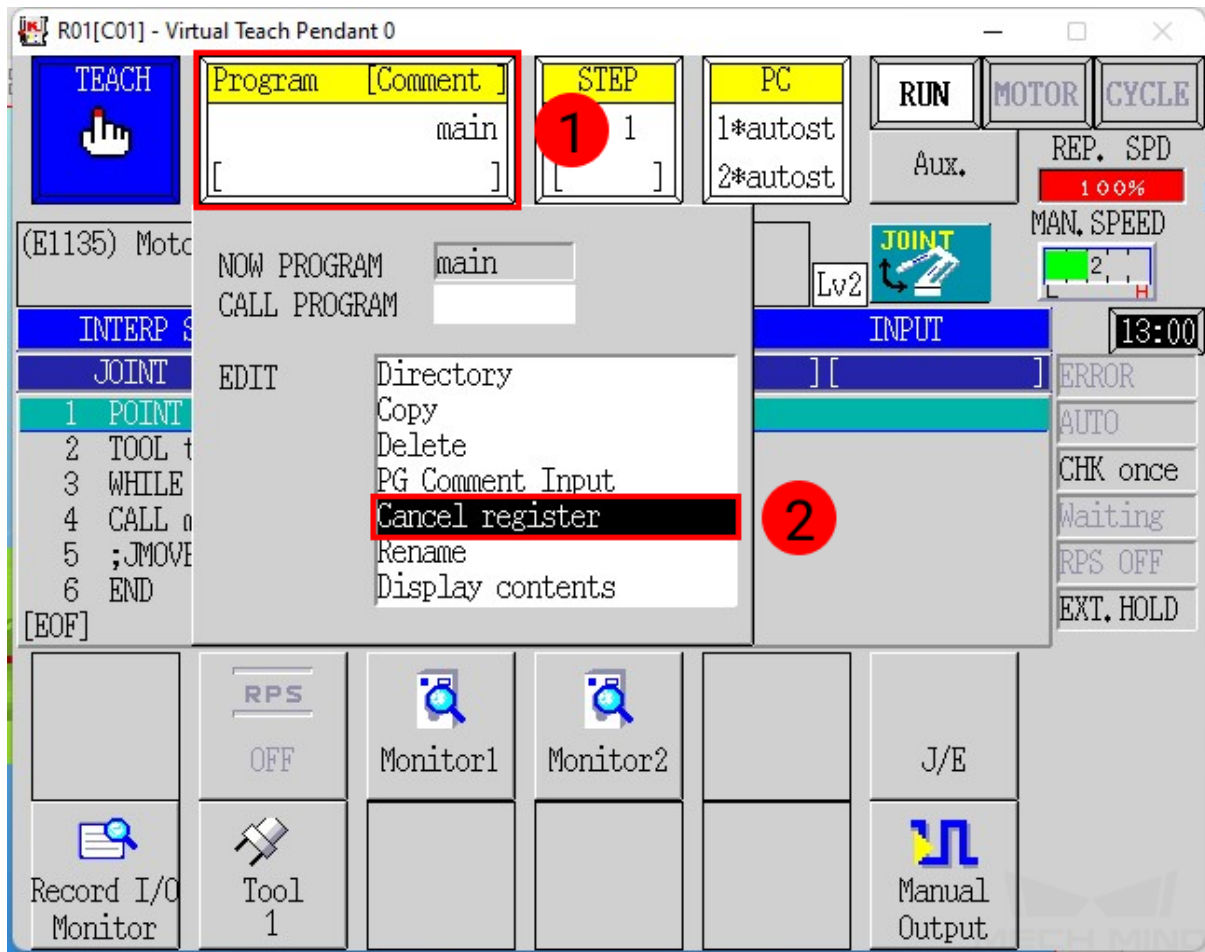 R01[C01] - Virtual Teach Pendant 0
TEACH
Program [Comment ]
main
[ ]
1
STEP
1
[ ]
PC
1*autost
2*autost
RUN
MOTOR
CYCLE
Aux.
REP. SPD
100%
(E1135) Moto
Lv2
JOINT
MAN.SPEED
2
L H
NOW PROGRAM main
CALL PROGRAM
INTERP S
INPUT
13:00
JOINT
][ ]
EDIT
Directory
Copy
Delete
PG Comment Input
Cancel register
Rename
Display contents
2
1 POINT
2 TOOL t
3 WHILE
4 CALL
5 ;JMOVE
6 END
[EOF]
ERROR
AUTO
CHK once
Waiting
RPS OFF
EXT.HOLD
RPS
OFF
Monitor1
Monitor2
J/E
Record I/O
Monitor
Tool
1
Manual
Output
MECH MIND